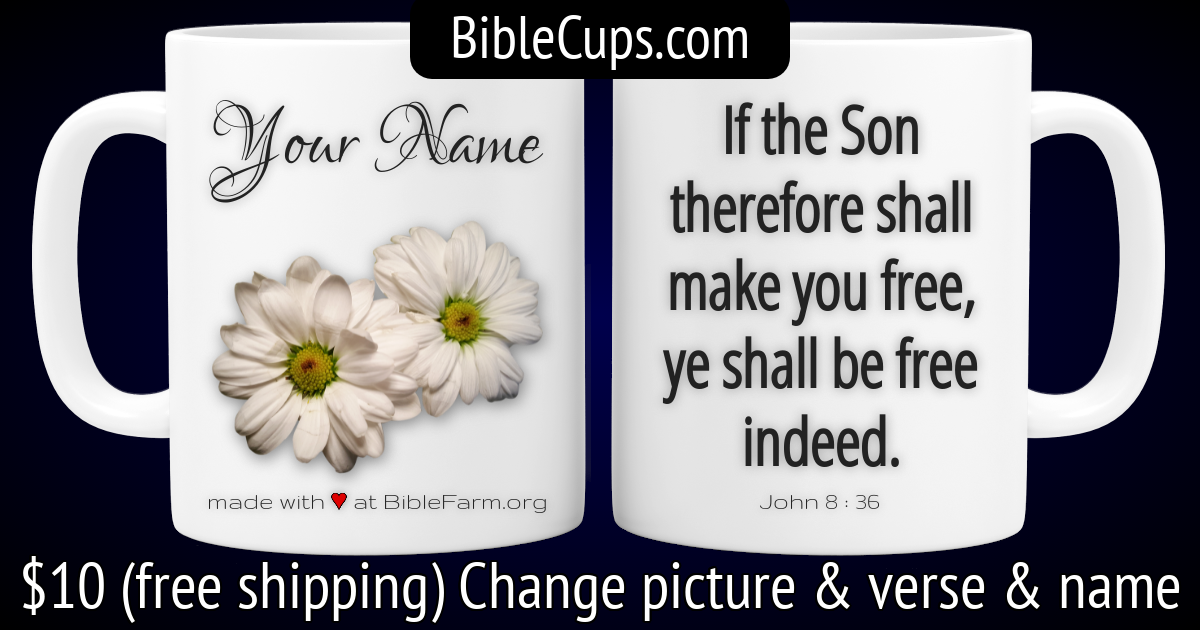 BibleCups.com
Your Name
made with ♥ at BibleFarm.org
If the Son
therefore shall
make you free,
ye shall be free
indeed.
John 8 : 36
$10 (free shipping) Change picture & verse & name